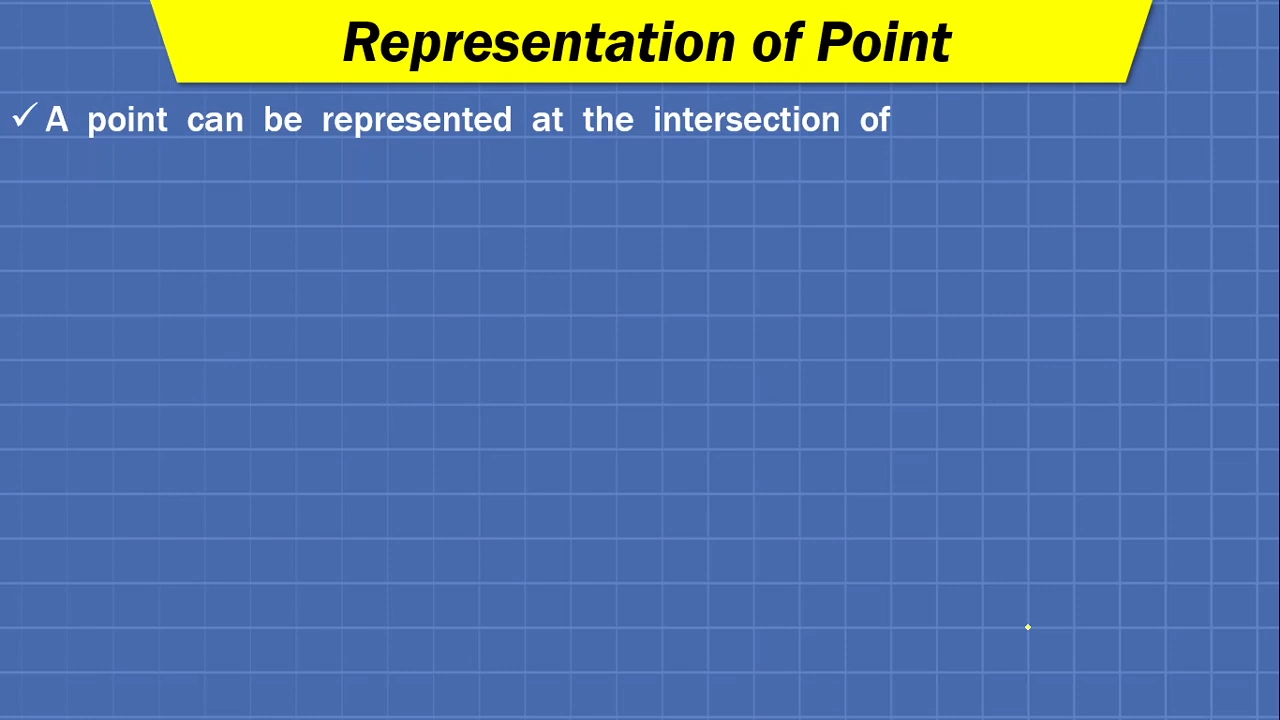 Representation of Point
✓ A point can be represented at the intersection of